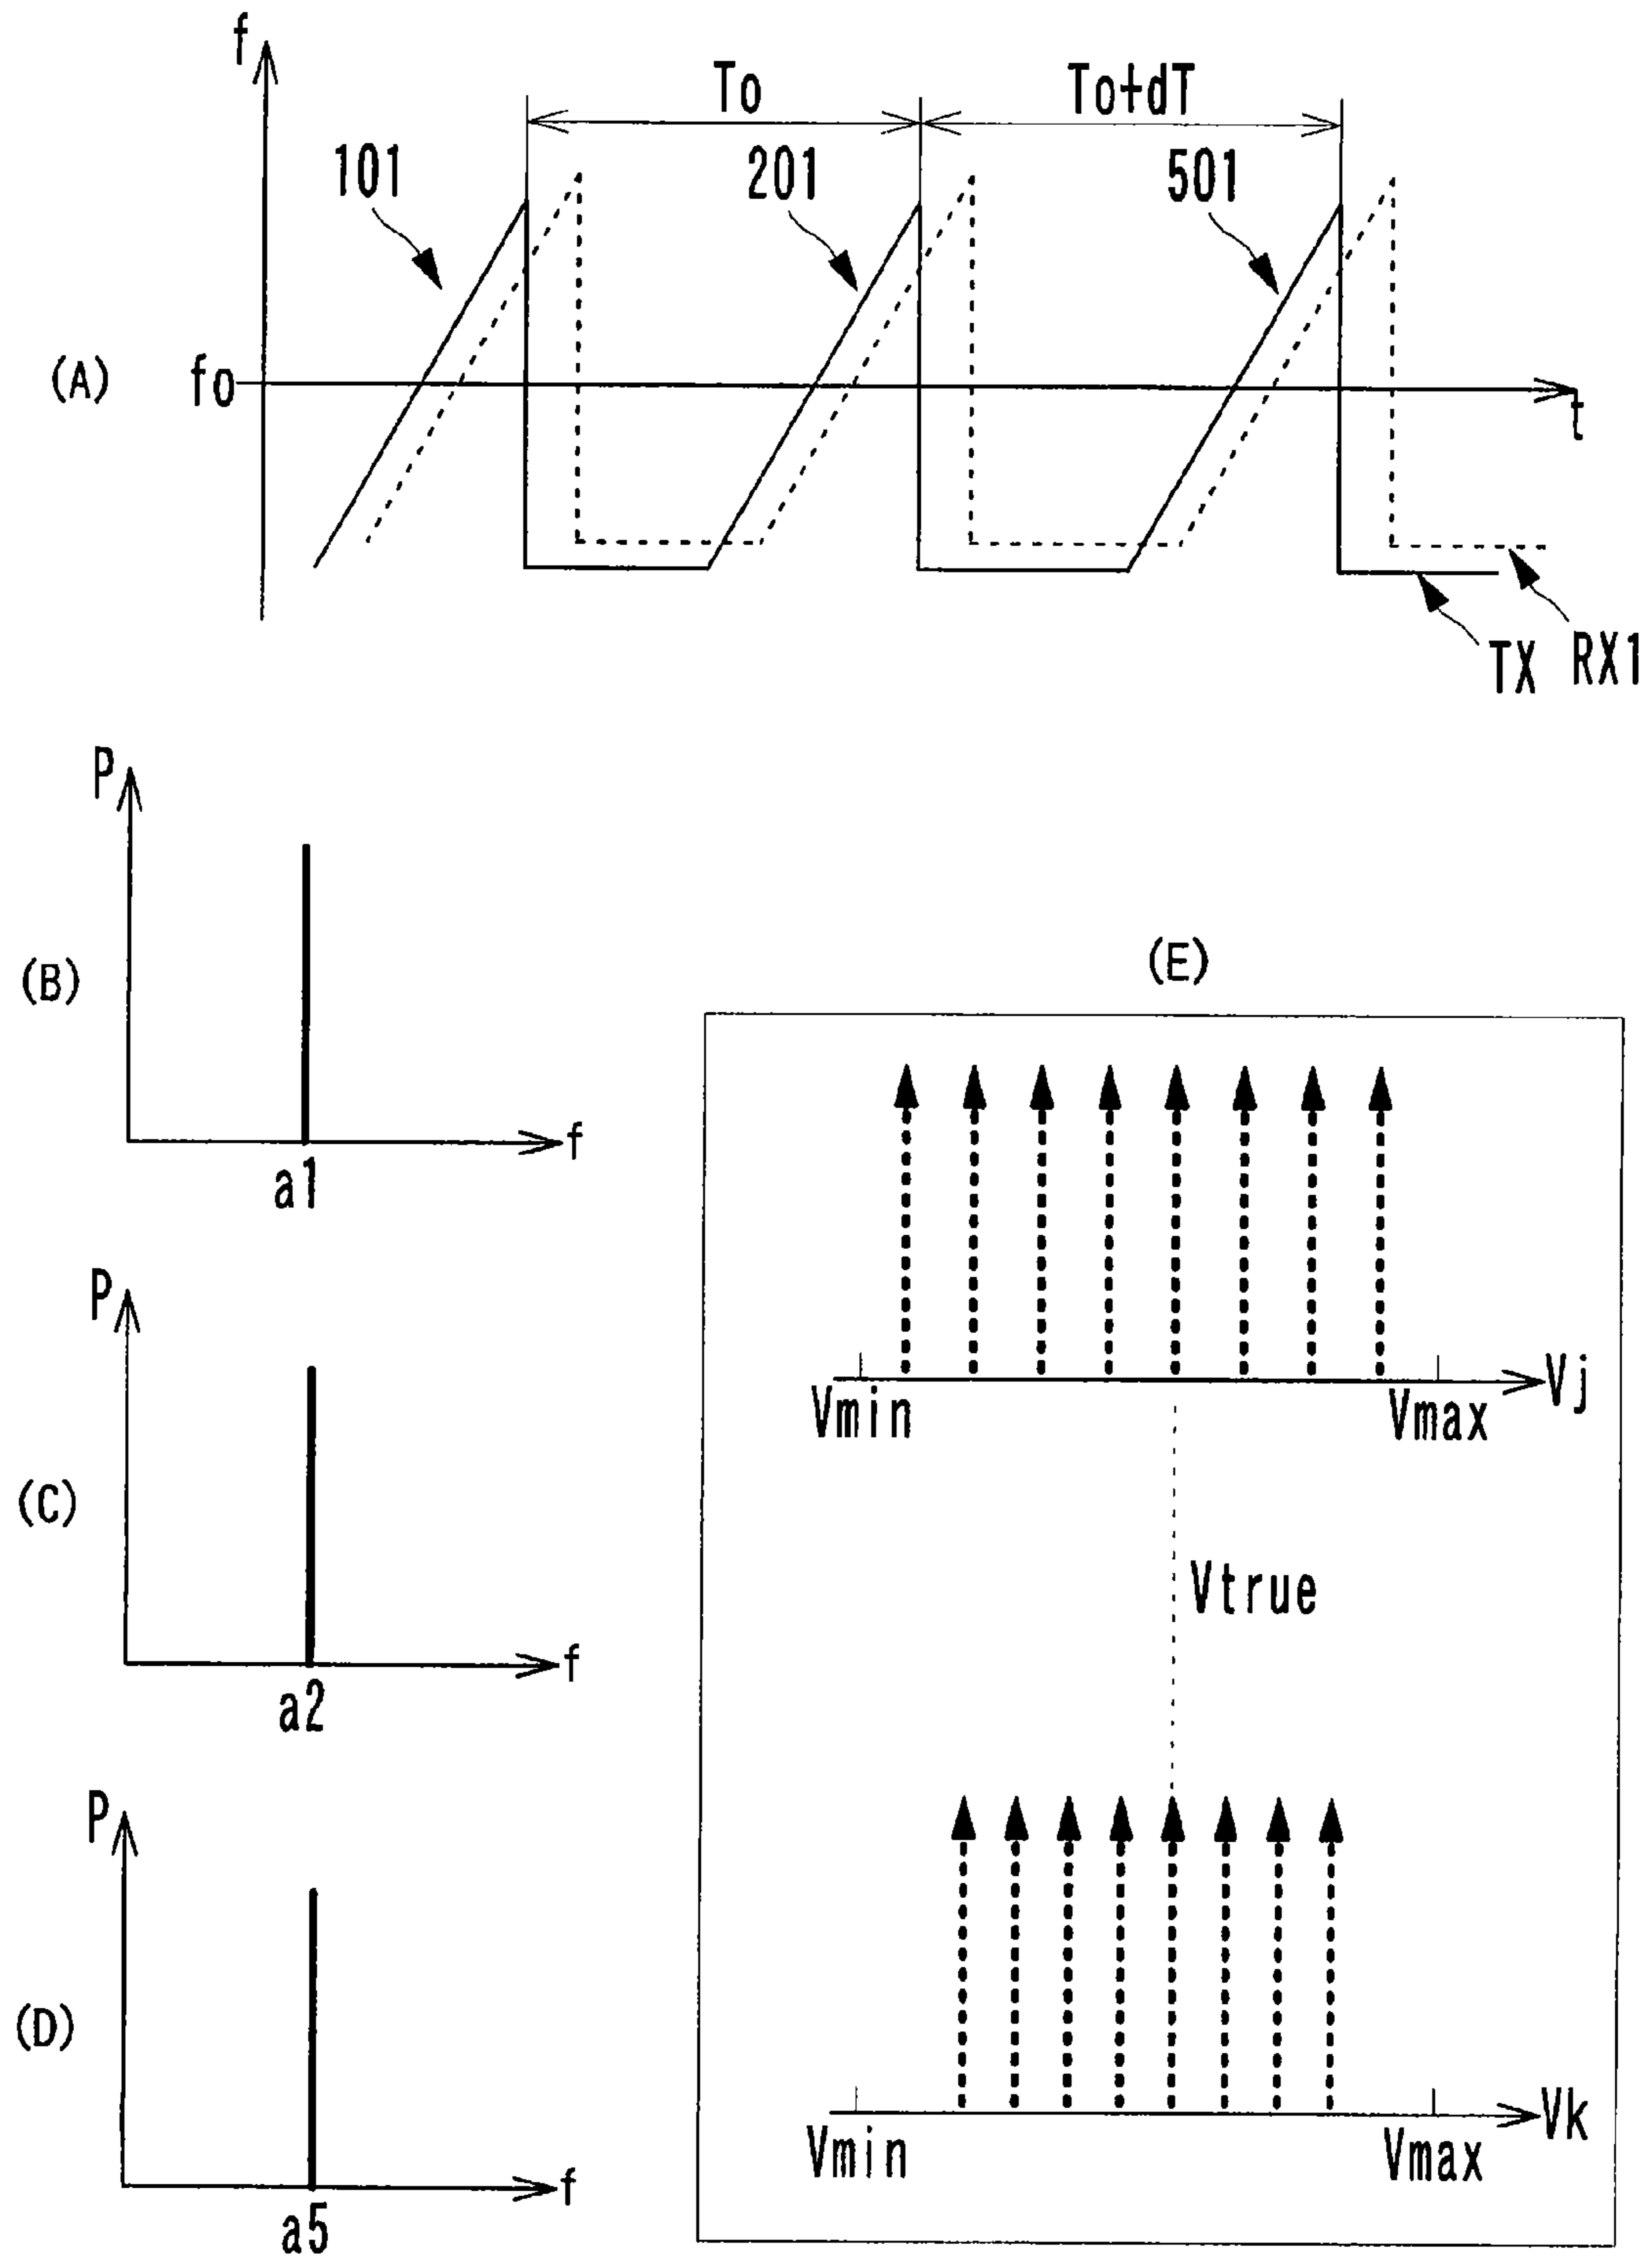 f
To
To+dT
101
201
501
(A)
fo
t
TX
RX1
P
(B)
f
a1
(E)
P
(C)
f
a2
Vj
Vmin
Vmax
Vtrue
P
(D)
f
a5
Vk
Vmin
Vmax